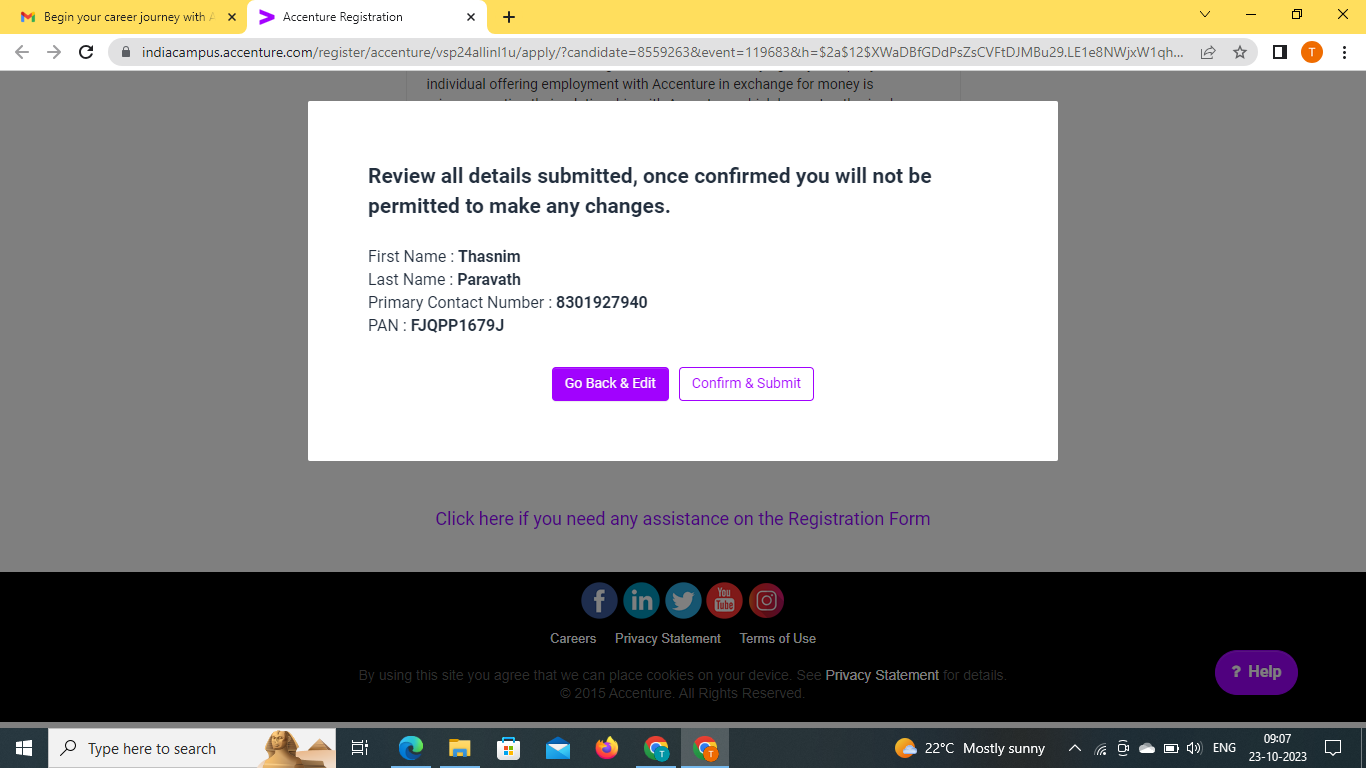 Begin your career journey with A
Accenture Registration
indiacampus.accenture.com/register/accenture/vsp24allinl1u/apply/?candidate=8559263&event=119683&h=$2a$12$XWaDBfGDdPsZsCVFtDJMBu29.LE1e8NWjxW1qh...
T
individual offering employment with Accenture in exchange for money is
Review all details submitted, once confirmed you will not be
permitted to make any changes.
First Name : Thasnim
Last Name : Paravath
Primary Contact Number : 8301927940
PAN : FJQPP1679J
Go Back & Edit
Confirm & Submit
Click here if you need any assistance on the Registration Form
f in You Tube
Careers Privacy Statement Terms of Use
? Help
By using this site you agree that we can place cookies on your device. See Privacy Statement for details.
© 2015 Accenture. All Rights Reserved.
Type here to search
T
T
22°C Mostly sunny
ENG
09:07
23-10-2023